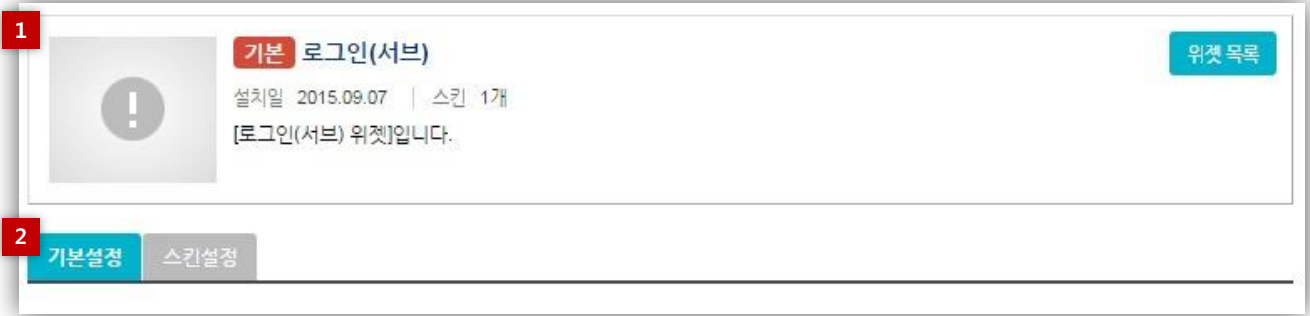 1
기본 로그인(서브)
위젯 목록
설치일 2015.09.07 | 스킨 1개
[로그인(서브) 위젯]입니다.
2
기본설정 스킨설정